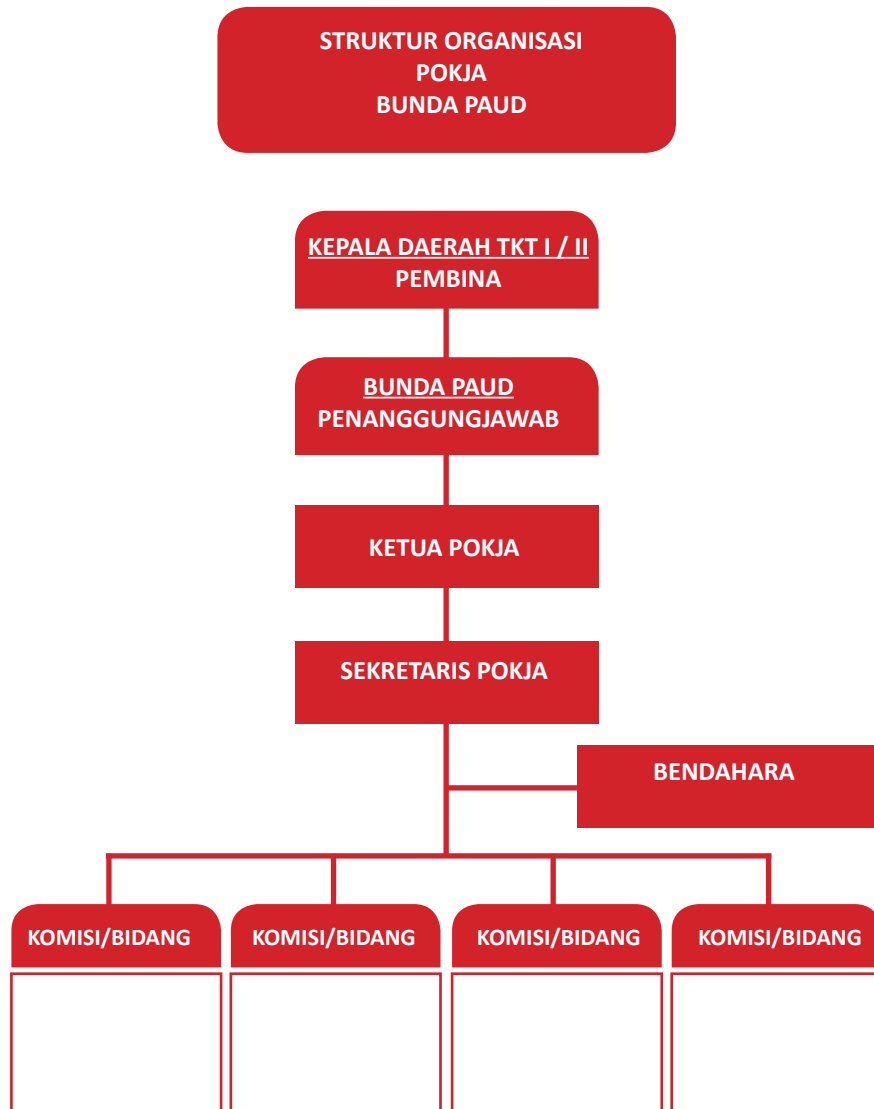 STRUKTUR ORGANISASI
POKJA
BUNDA PAUD
KEPALA DAERAH TKT I / II
PEMBINA
BUNDA PAUD
PENANGGUNGJAWAB
KETUA POKJA
SEKRETARIS POKJA
BENDAHARA
KOMISI/BIDANG
KOMISI/BIDANG
KOMISI/BIDANG
KOMISI/BIDANG